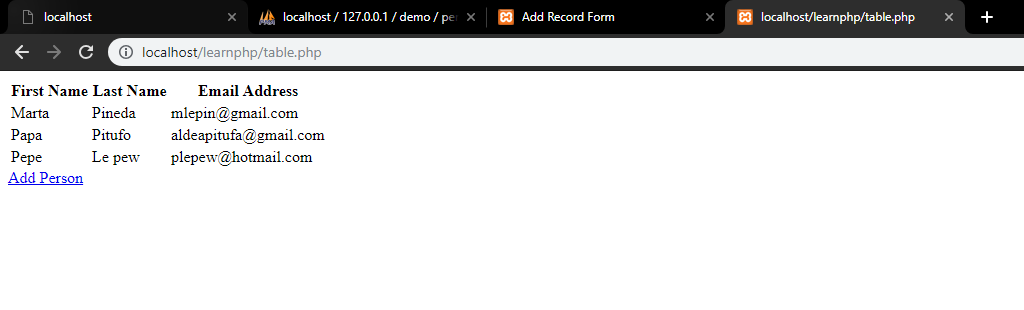 localhost
localhost / 127.0.0.1 / demo / per
Add Record Form
localhost/learnphp/table.php
localhost/learnphp/table.php
First Name Last Name Email Address
Marta Pineda mlepin@gmail.com
Papa Pitufo aldeapitufa@gmail.com
Pepe Le pew plepew@hotmail.com
Add Person